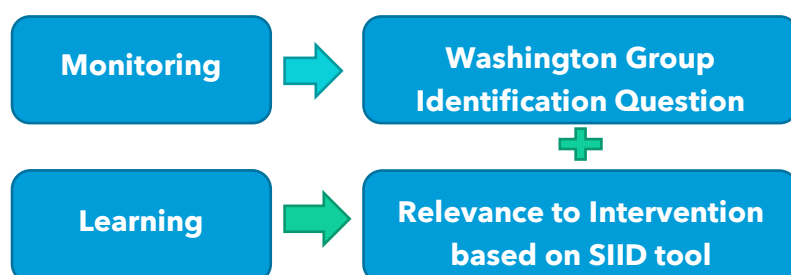 Monitoring
Washington Group
Identification Question
Learning
Relevance to Intervention
based on SIID tool